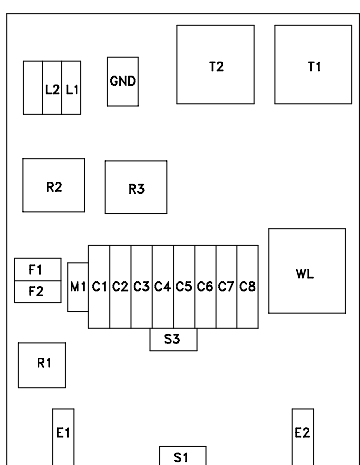 T2 T1
L2 L1 GND
R2 R3
F1
F2
M1 C1 C2 C3 C4 C5 C6 C7 C8
WL
S3
R1
E1 E2
S1